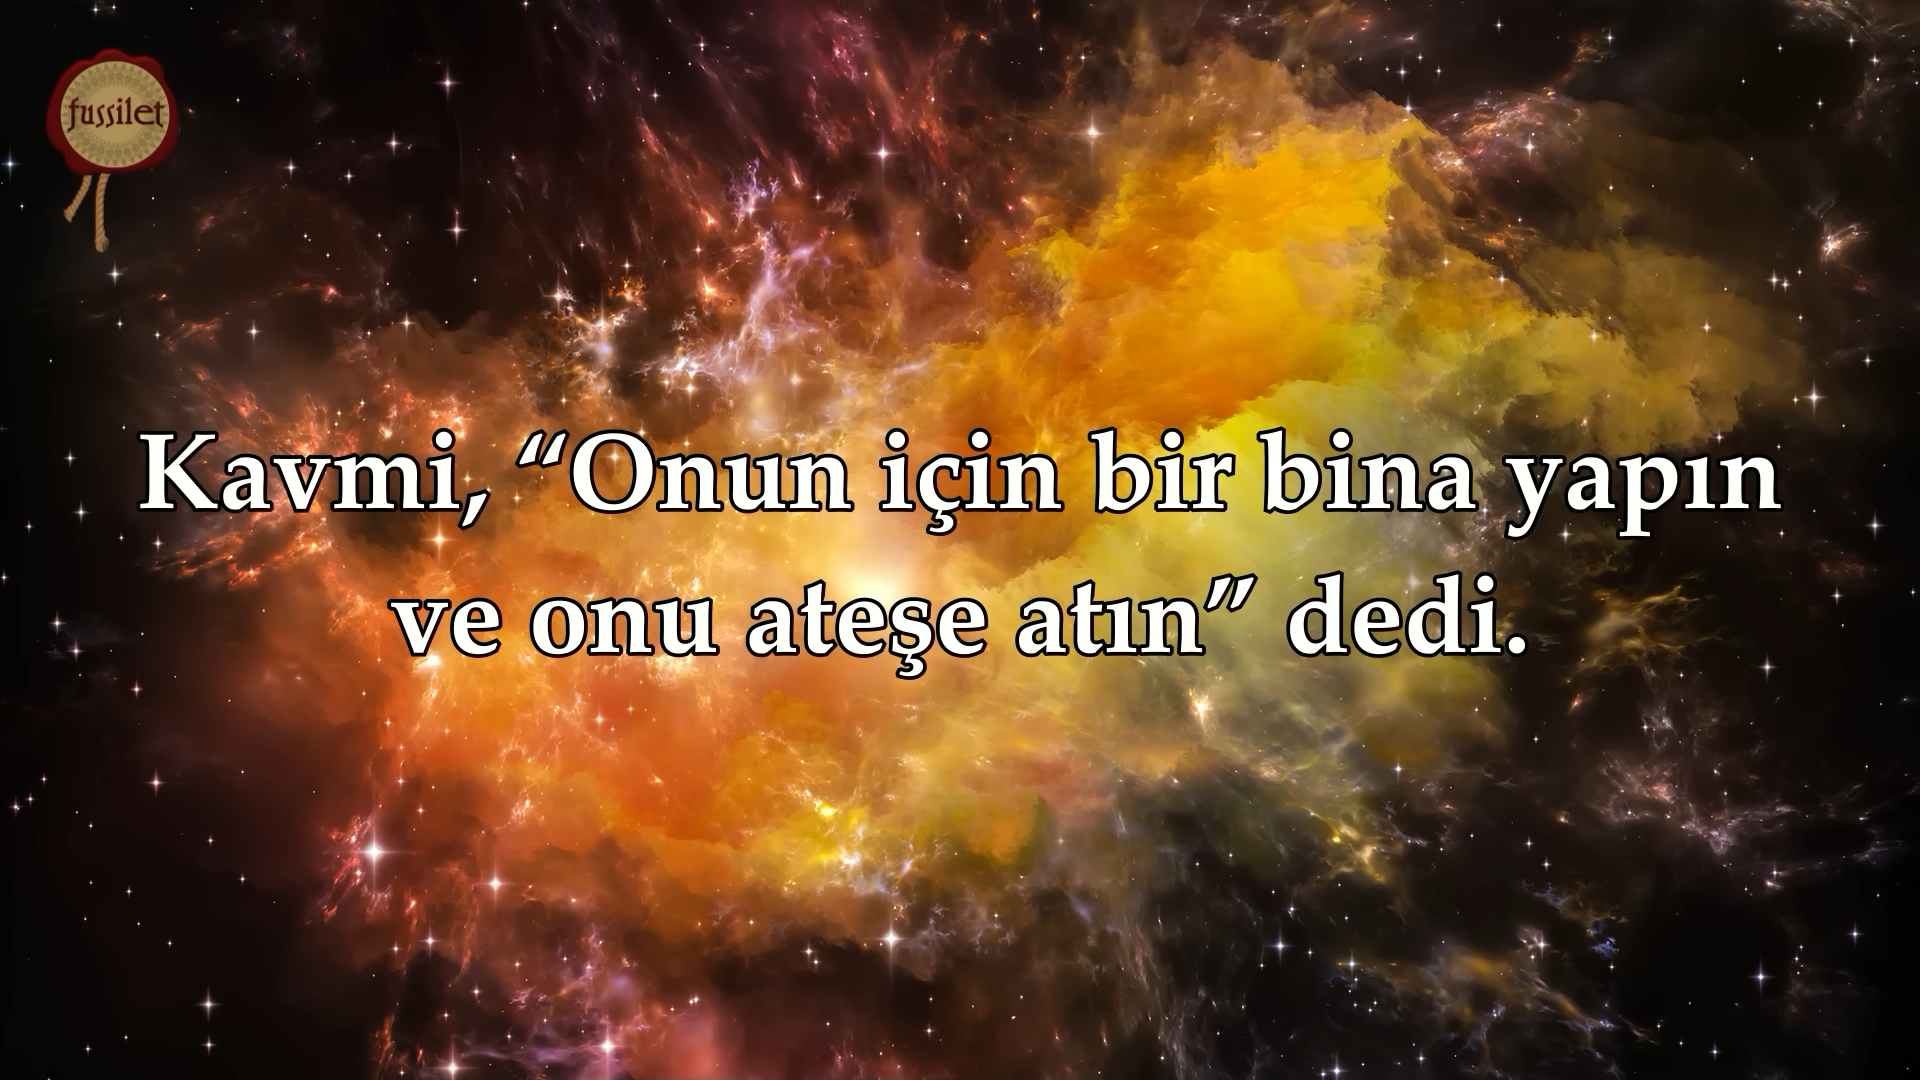 fussilet
Kavmi, “Onun için bir bina yapın
ve onu ateşe atın” dedi.